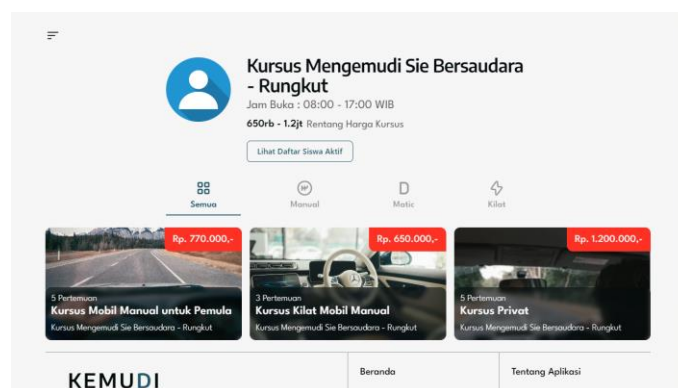 Kursus Mengemudi Sie Bersaudara
- Rungkut
Jam Buka : 08:00 - 17:00 WIB
650rb - 1.2jt Rentang Harga Kursus
Lihat Daftar Siswa Aktif
Semua
Manual
D
Matic
Kilat
Rp. 770.000,-
5 Pertemuan
Kursus Mobil Manual untuk Pemula
Kursus Mengemudi Sie Bersaudara - Rungkut
Rp. 650.000,-
3 Pertemuan
Kursus Kilat Mobil Manual
Kursus Mengemudi Sie Bersaudara - Rungkut
Rp. 1.200.000,-
5 Pertemuan
Kursus Privat
Kursus Mengemudi Sie Bersaudara - Rungkut
KEMUDI
Beranda
Tentang Aplikasi